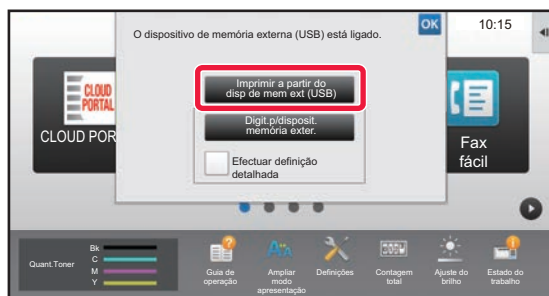 O dispositivo de memória externa (USB) está ligado.
OK
10:15
Imprimir a partir do
disp de mem ext (USB)
Digit.p/disposit.
memória exter.
Efectuar definição
detalhada
CLOUD
PORTAL
CLOUD POR
Fax
fácil
Quant.Toner
Bk
C
M
Y
Guia de
operação
Ampliar
modo
apresentação
Definições
Contagem
total
Ajuste do
brilho
Estado do
trabalho